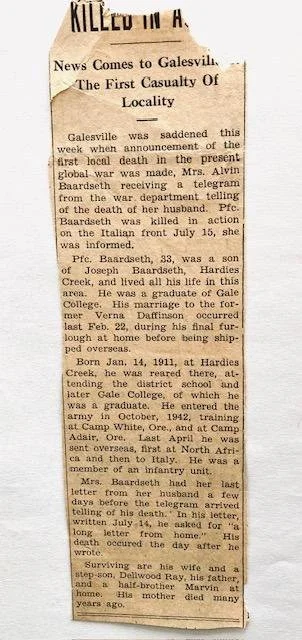 KILLED IN
News Comes to Galesville
The First Casualty Of
Locality
Galesville was saddened this
week when announcement of the
first local death in the present
global war was made, Mrs. Alvin
Baardseth receiving a telegram
from the war department telling
of the death of her husband. Pfc.
Baardseth was killed in action
on the Italian front July 15, she
was informed.
Pfc. Baardseth, 33, was a son
of Joseph Baardseth, Hardies
Creek, and lived all his life in this
area. He was a graduate of Gale
College. His marriage to the for-
mer Verna Daffinson occurred
last Feb. 22, during his final fur-
lough at home before being ship-
ped overseas.
Born Jan. 14, 1911, at Hardies
Creek, he was reared there, at-
tending the district school and
later Gale College, of which he
was a graduate. He entered the
army in October, 1942, training
at Camp White, Ore., and at Camp
Adair, Ore. Last April he was
sent overseas, first at North Afri-
ca and then to Italy. He was a
member of an infantry unit.
Mrs. Baardseth had her last
letter from her husband a few
days before the telegram arrived
telling of his death. In his letter,
written July 14, he asked for "a
long letter from home." His
death occured the day after he
wrote.
Surviving are his wife and a
step-son, Dellwood Ray, his father,
and a half-brother Marvin at
home. His mother died many
years ago.